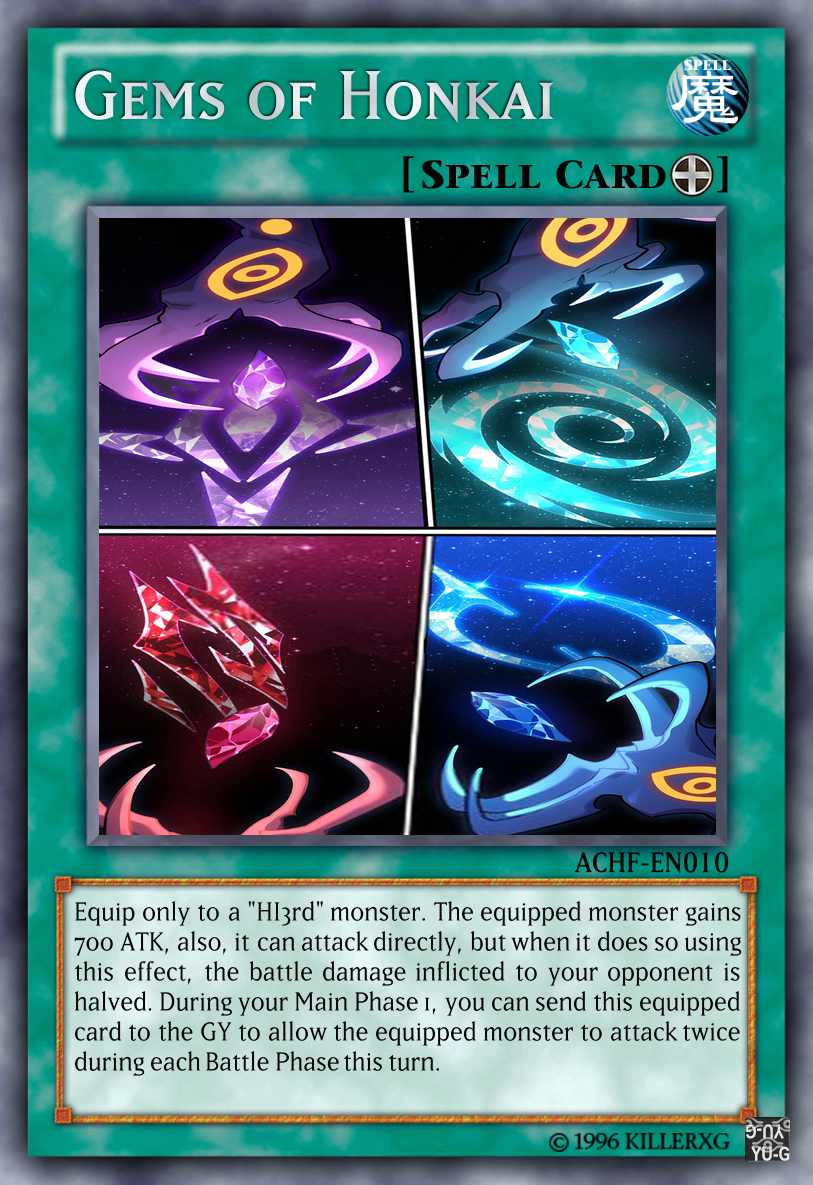 Gems of Honkai
SPELL
魔
[Spell Card]
ACHF-EN010
Equip only to a "HI3rd" monster. The equipped monster gains
700 ATK, also, it can attack directly, but when it does so using
this effect, the battle damage inflicted to your opponent is
halved. During your Main Phase 1, you can send this equipped
card to the GY to allow the equipped monster to attack twice
during each Battle Phase this turn.
© 1996 KILLERXG
YU-G
YU-G